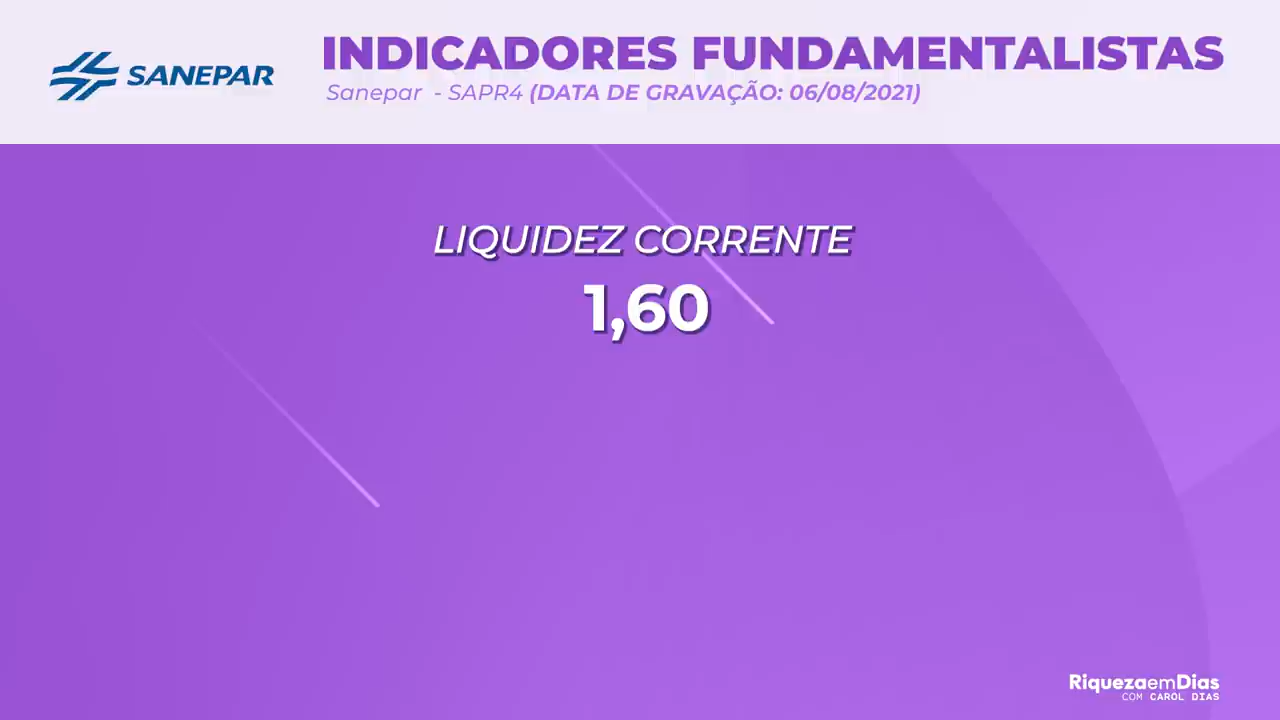 SANEPAR
INDICADORES FUNDAMENTALISTAS
Sanepar - SAPR4 (DATA DE GRAVAÇÃO: 06/08/2021)
LIQUIDEZ CORRENTE
1,60
RiquezaemDias
COM CAROL DIAS